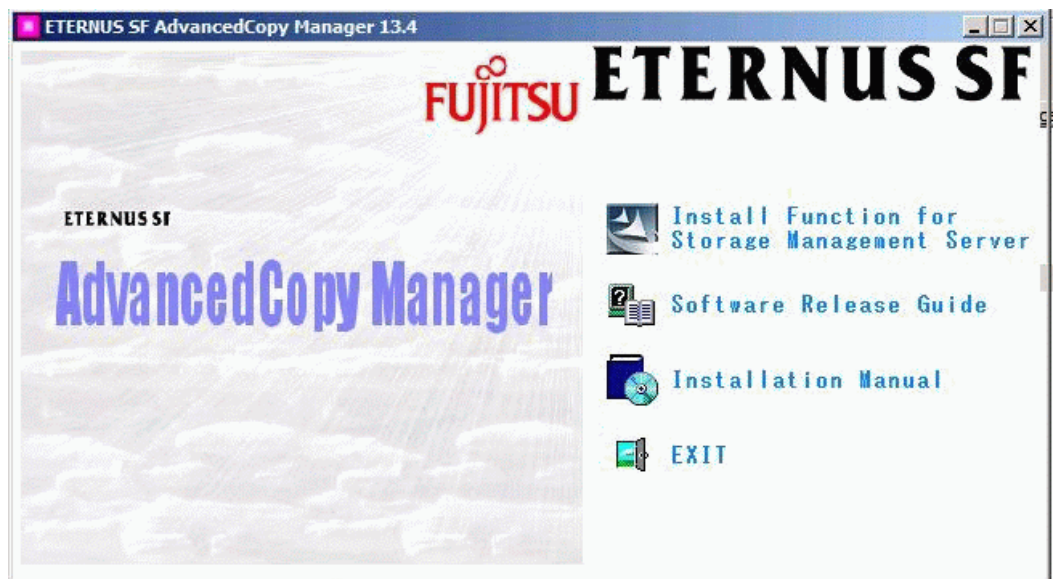 ETERNUS SF AdvancedCopy Manager 13.4
FUJITSU ETERNUS SF
ETERNUS SF
AdvancedCopy Manager
Install Function for
Storage Management Server
Software Release Guide
Installation Manual
EXIT